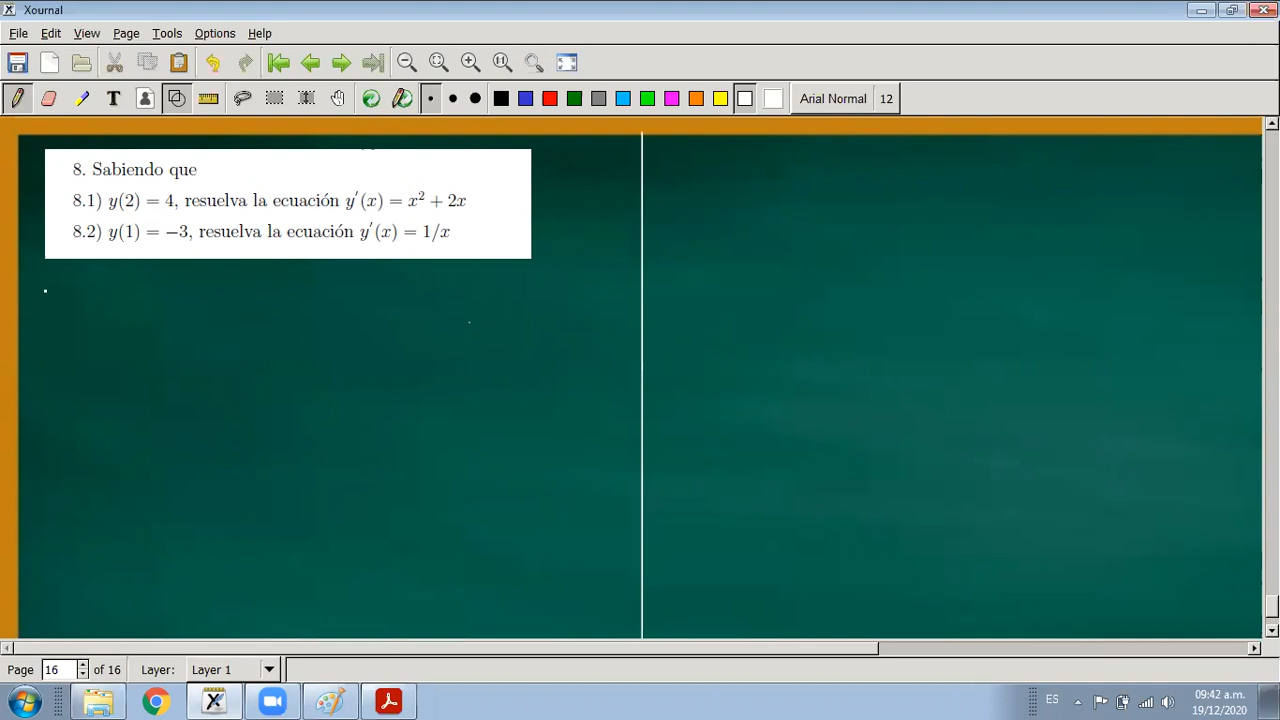 Xournal
File Edit View Page Tools Options Help
Arial Normal 12
8. Sabiendo que
8.1) y(2) = 4, resuelva la ecuación y′(x) = x² + 2x
8.2) y(1) = −3, resuelva la ecuación y′(x) = 1/x
Page 16 of 16 Layer: Layer 1
ES
09:42 a.m.
19/12/2020